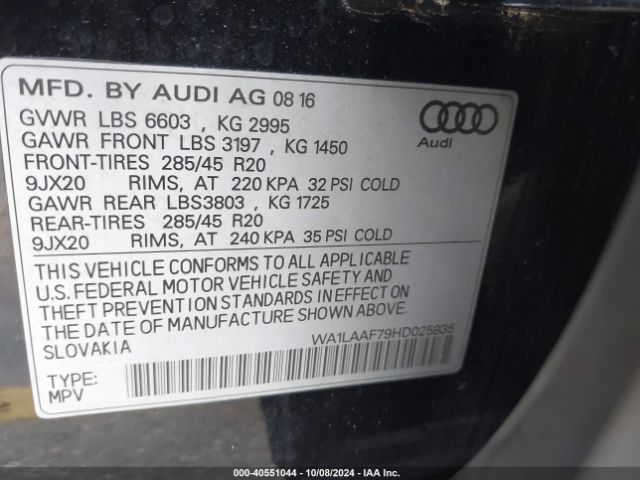 MFD. BY AUDI AG 08 16
GVWR LBS 6603 , KG 2995
GAWR FRONT LBS 3197 , KG 1450
FRONT-TIRES 285/45 R20
9JX20 RIMS, AT 220 KPA 32 PSI COLD
GAWR REAR LBS3803 , KG 1725
REAR-TIRES 285/45 R20
9JX20 RIMS, AT 240 KPA 35 PSI COLD
Audi
THIS VEHICLE CONFORMS TO ALL APPLICABLE
U.S. FEDERAL MOTOR VEHICLE SAFETY AND
THEFT PREVENTION STANDARDS IN EFFECT ON
THE DATE OF MANUFACTURE SHOWN ABOVE.
SLOVAKIA
WA1LAAF79HD025935
TYPE:
MPV
000-40551044 - 10/08/2024 - IAA Inc.